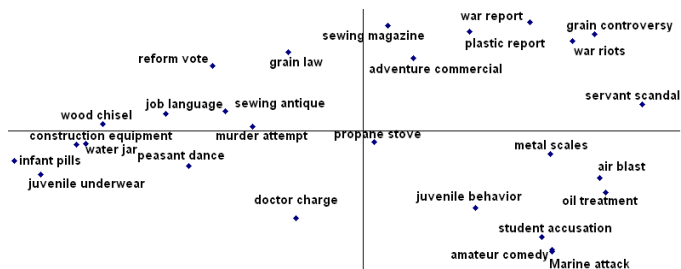 war report
grain controversy
sewing magazine
plastic report
war riots
reform vote
grain law
adventure commercial
servant scandal
job language
sewing antique
wood chisel
construction equipment
murder attempt
propane stove
water jar
metal scales
peasant dance
infant pills
air blast
juvenile underwear
juvenile behavior
oil treatment
doctor charge
student accusation
amateur comedy
Marine attack